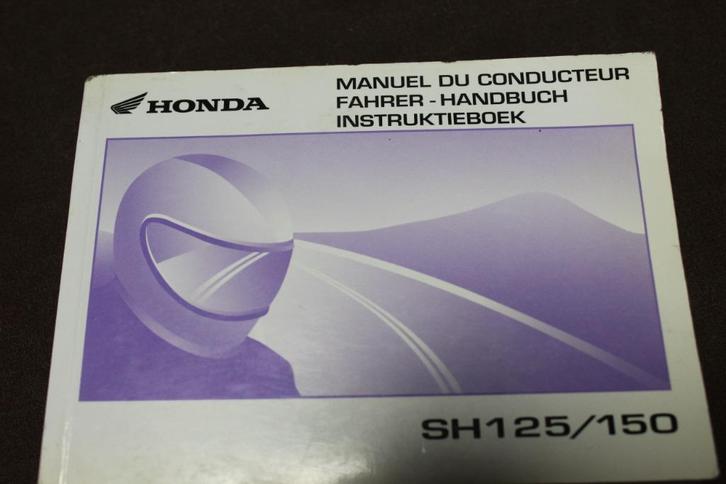 HONDA
MANUEL DU CONDUCTEUR
FAHRER - HANDBUCH
INSTRUKTIEBOEK
SH125/150